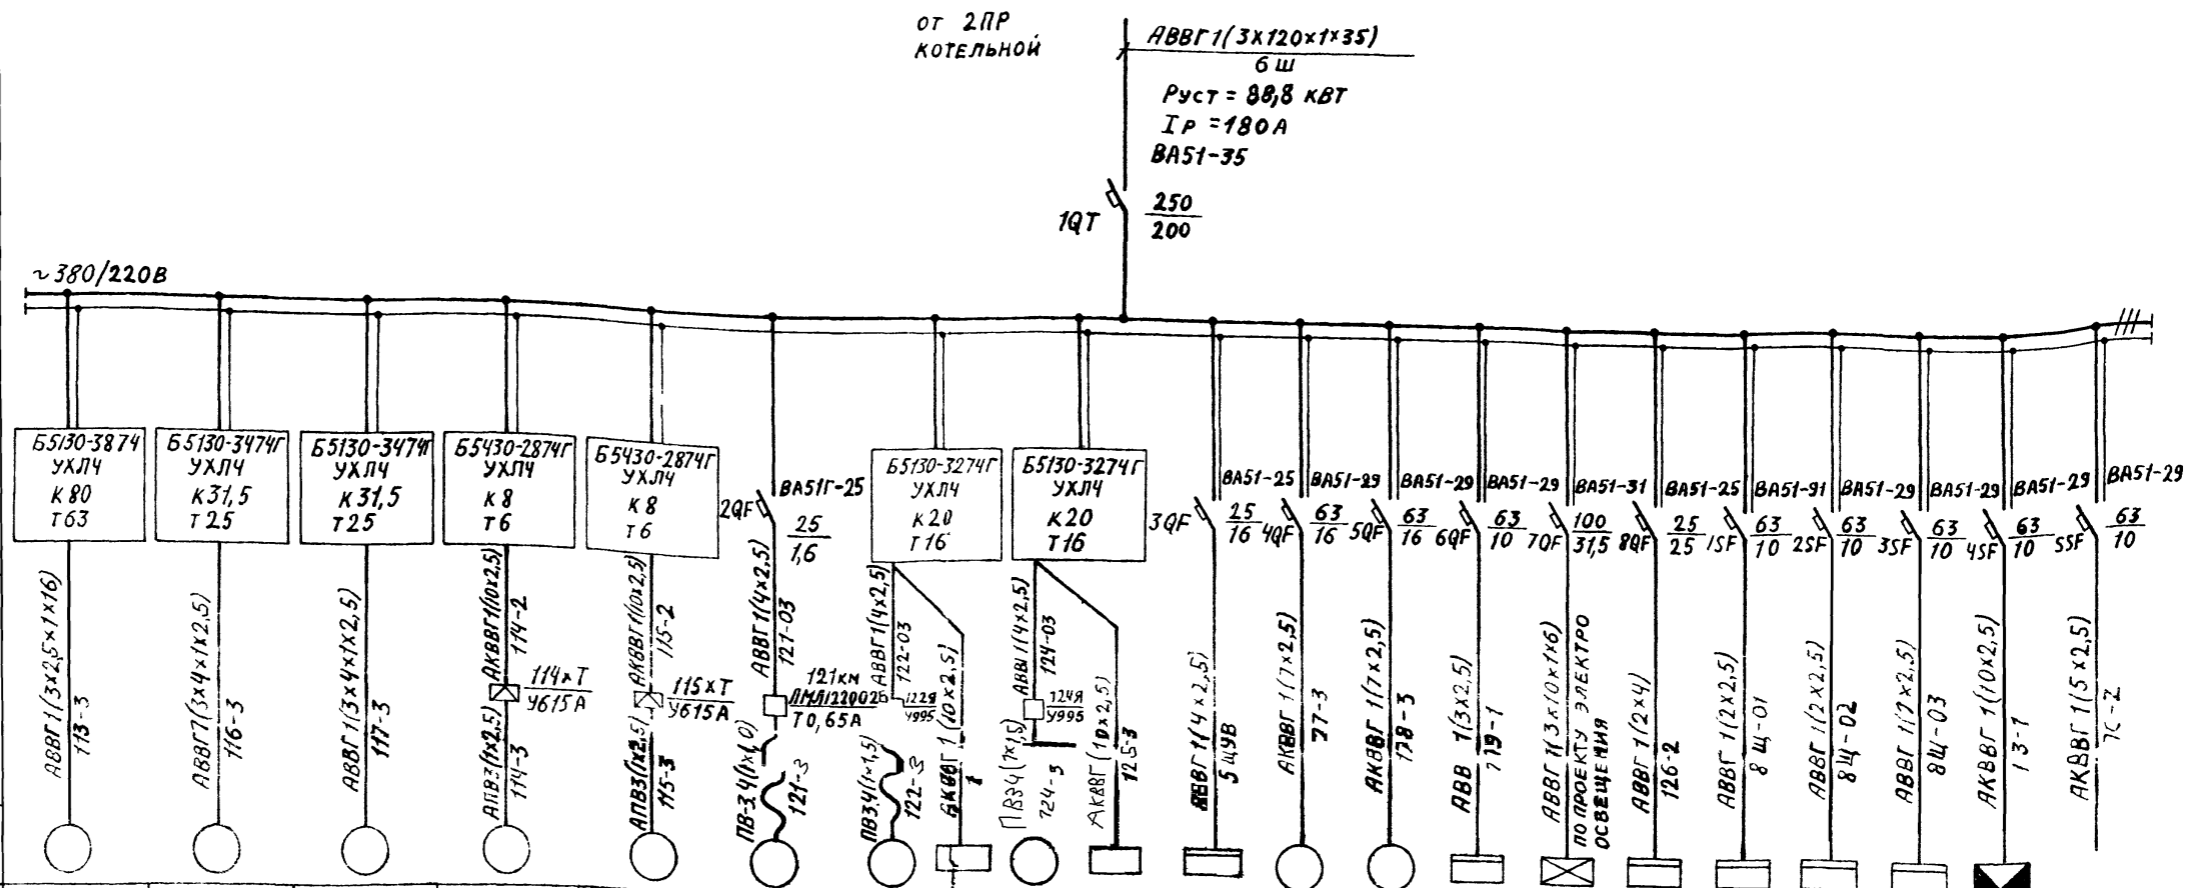 от 2ПР
котельной
АВВГ1(3х120х1х35)
6ш
Руст = 88,8 кВт
Iр =180А
ВА51-35
1QТ
250
200
~380/220В
Б5130-3874
УХЛ4
К80
Т63
Б5130-3474Г
УХЛ4
К31,5
Т25
Б5130-3474Г
УХЛ4
К31,5
Т25
Б5430-2874Г
УХЛ4
К8
Т6
Б5430-2874Г
УХЛ4
К8
Т6
2QF
ВА51Г-25
25
1,6
Б5130-3274Г
УХЛ4
К20
Т16
Б5130-3274Г
УХЛ4
К20
Т16
3QF
ВА51-25
25
16
4QF
ВА51-29
63
16
5QF
ВА51-29
63
16
6QF
ВА51-29
63
10
7QF
ВА51-31
100
31,5
8QF
ВА51-25
25
25
1SF
ВА51-91
63
10
2SF
ВА51-29
63
10
3SF
ВА51-29
63
10
4SF
ВА51-29
63
10
5SF
ВА51-29
63
10
АВВГ1(3х2,5х1х16)
113-3
АВВГ7(3х4х1х2,5)
116-3
АВВГ1(3х4х1х2,5)
117-3
АКВВГ1(10х2,5)
114-2
114хТ
У615А
АПВ3(1х2,5)
114-3
АКВВГ1(10х2,5)
115-2
115хТ
У615А
АПВ3(1х2,5)
115-3
АВВГ1(4х2,5)
121-03
121км
Т0,65А
ПВ-3.4(1х1,0)
121-3
АВВГ1(4х2,5)
122-03
122Я
У995
ПВ3.4(1х1,5)
122-3
АКВВГ1(10х2,5)
АВВГ1(4х2,5)
124-03
124Я
У995
ПВ34(1х1,5)
124-3
АКВВГ(10х2,5)
125-3
АВВГ1(4х2,5)
5ЩУВ
АКВВГ1(7х2,5)
77-3
АКВВГ1(7х2,5)
178-3
АВВ 1(3х2,5)
719-1
АВВГ1(3х10х1х6)
по проекту электро
освещения
АВВГ1(2х4)
126-2
АВВГ1(2х2,5)
8Щ-01
АВВГ1(2х2,5)
8Щ-02
АВВГ1(2х2,5)
8Щ-03
АКВВГ1(10х2,5)
13-1
АКВВГ1(5х2,5)
1С-2